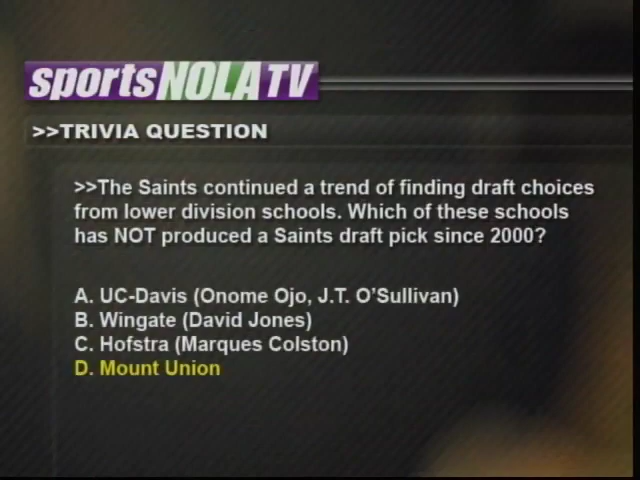 sportsNOLATV
>>TRIVIA QUESTION
>>The Saints continued a trend of finding draft choices
from lower division schools. Which of these schools
has NOT produced a Saints draft pick since 2000?
A. UC-Davis (Onome Ojo, J.T. O'Sullivan)
B. Wingate (David Jones)
C. Hofstra (Marques Colston)
D. Mount Union